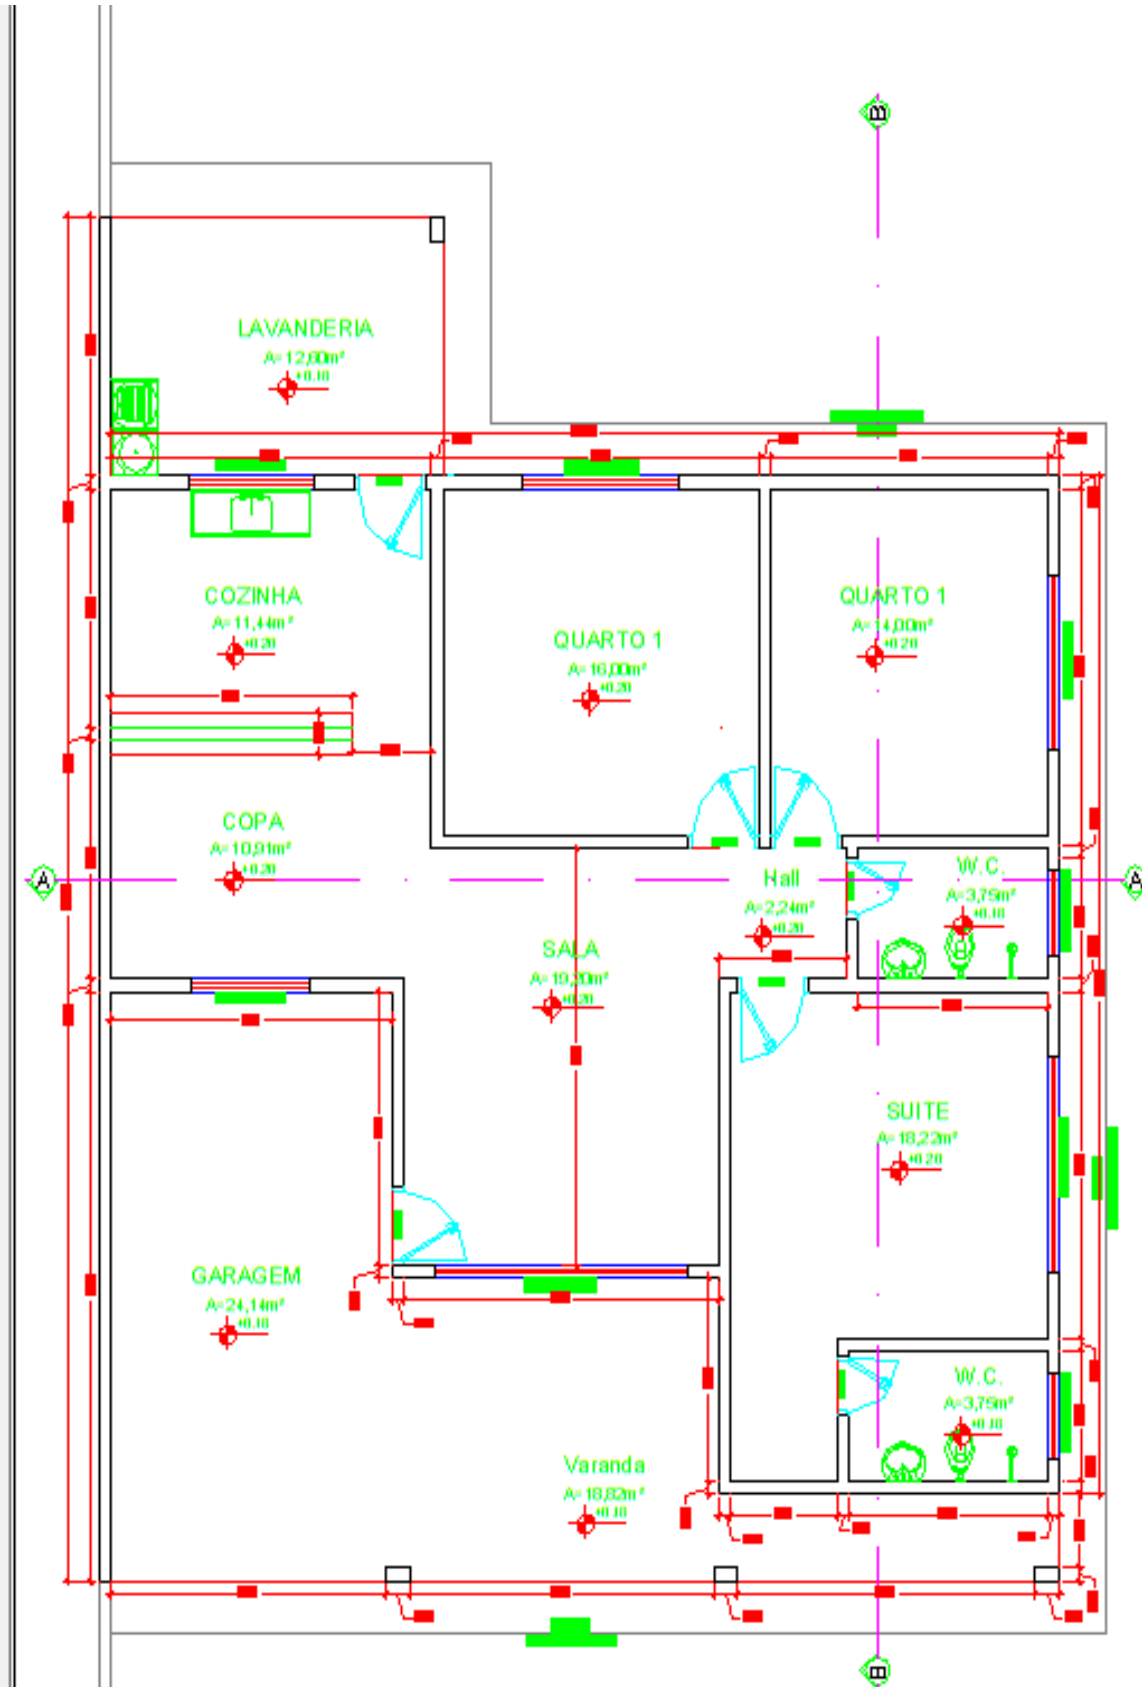 B
LAVANDERIA
A=12,60m²
+0.10
COZINHA
A=11,44m²
+0.20
QUARTO 1
A=16,00m²
+0.20
QUARTO 1
A=14,00m²
+0.20
COPA
A=10,91m²
+0.20
A
Hall
A=2,24m²
+0.20
W.C.
A=3,75m²
+0.10
A
SALA
A=19,20m²
+0.20
SUITE
A=18,22m²
+0.20
GARAGEM
A=24,14m²
+0.10
W.C.
A=3,75m²
+0.10
Varanda
A=18,82m²
+0.10
B